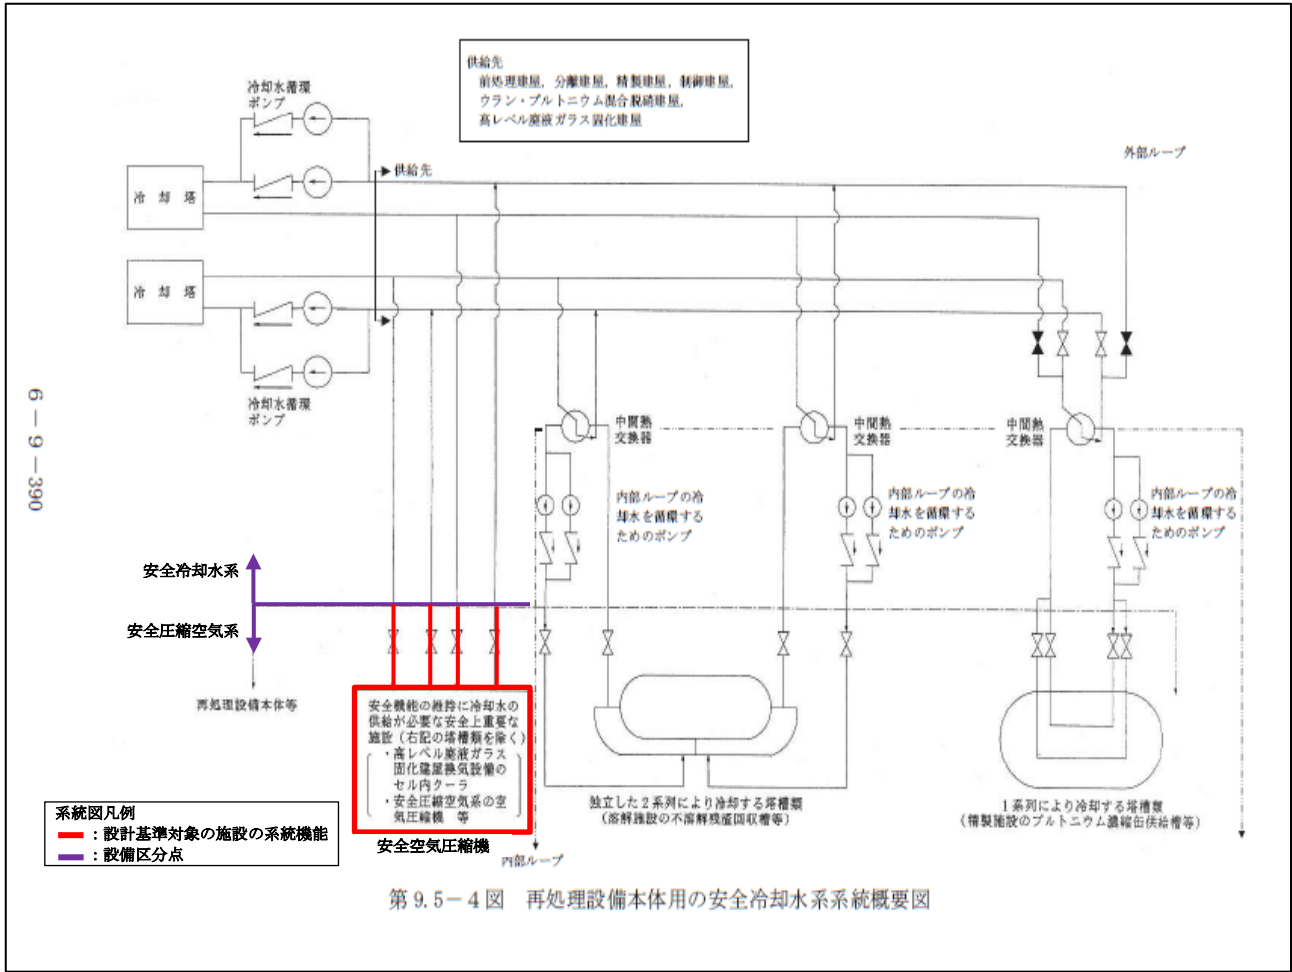 供給先
前処理建屋, 分離建屋, 精製建屋, 制御建屋,
ウラン・プルトニウム混合脱硝建屋,
高レベル廃液ガラス固化建屋
冷却水循環
ポンプ
外部ループ
供給先
冷却塔
冷却塔
冷却水循環
ポンプ
中間熱
交換器
中間熱
交換器
中間熱
交換器
内部ループの冷
却水を循環する
ためのポンプ
内部ループの冷
却水を循環する
ためのポンプ
内部ループの冷
却水を循環する
ためのポンプ
6-9-390
安全冷却水系
安全圧縮空気系
再処理設備本体等
安全機能の維持に冷却水の
供給が必要な安全上重要な
施設(右記の塔槽類を除く)
・高レベル廃液ガラス
固化建屋換気設備の
セル内クーラ
・安全圧縮空気系の空
気圧縮機 等
安全空気圧縮機
独立した2系列により冷却する塔槽類
(溶解施設の不溶解残渣回収槽等)
1系列により冷却する塔槽類
(精製施設のプルトニウム濃縮缶供給槽等)
内部ループ
系統図凡例
:設計基準対象の施設の系統機能
:設備区分点
第9.5-4図 再処理設備本体用の安全冷却水系系統概要図